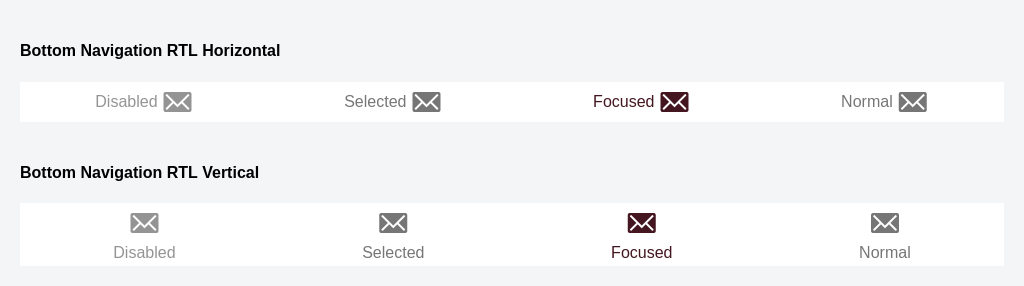 Bottom Navigation RTL Horizontal
Disabled Selected Focused Normal
Bottom Navigation RTL Vertical
Disabled Selected Focused Normal